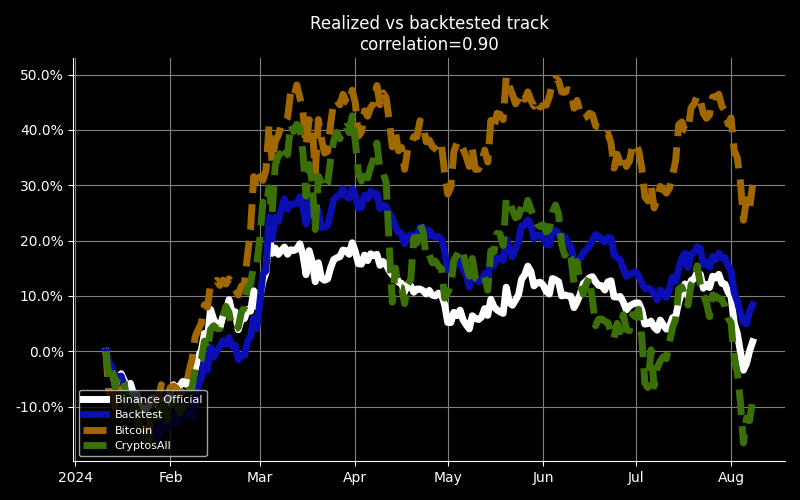 Realized vs backtested track
correlation=0.90
50.0%
40.0%
30.0%
20.0%
10.0%
0.0%
-10.0%
Binance Official
Backtest
Bitcoin
CryptosAll
2024 Feb Mar Apr May Jun Jul Aug